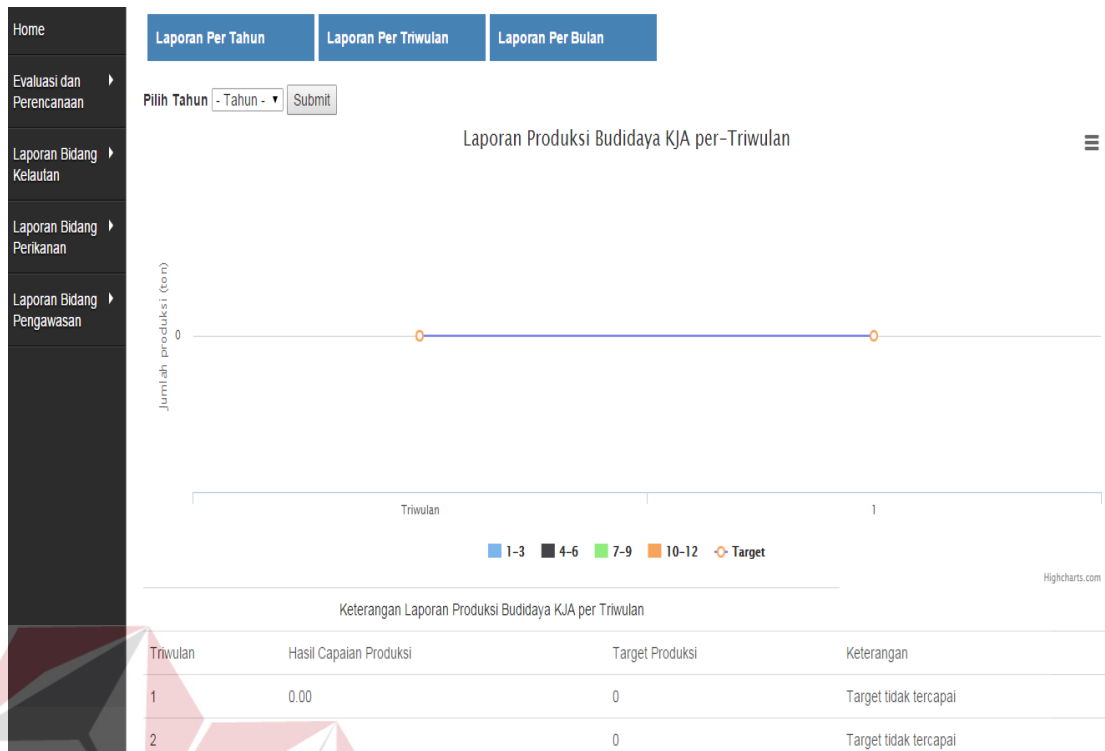 Home
Evaluasi dan
Perencanaan
Laporan Bidang
Kelautan
Laporan Bidang
Perikanan
Laporan Bidang
Pengawasan
Laporan Per Tahun Laporan Per Triwulan Laporan Per Bulan
Pilih Tahun - Tahun - Submit
Laporan Produksi Budidaya KJA per-Triwulan
Jumlah produksi (ton)
0
Triwulan 1
1-3 4-6 7-9 10-12 Target
Highcharts.com
Keterangan Laporan Produksi Budidaya KJA per Triwulan
Triwulan Hasil Capaian Produksi Target Produksi Keterangan
1 0.00 0 Target tidak tercapai
2 0 Target tidak tercapai